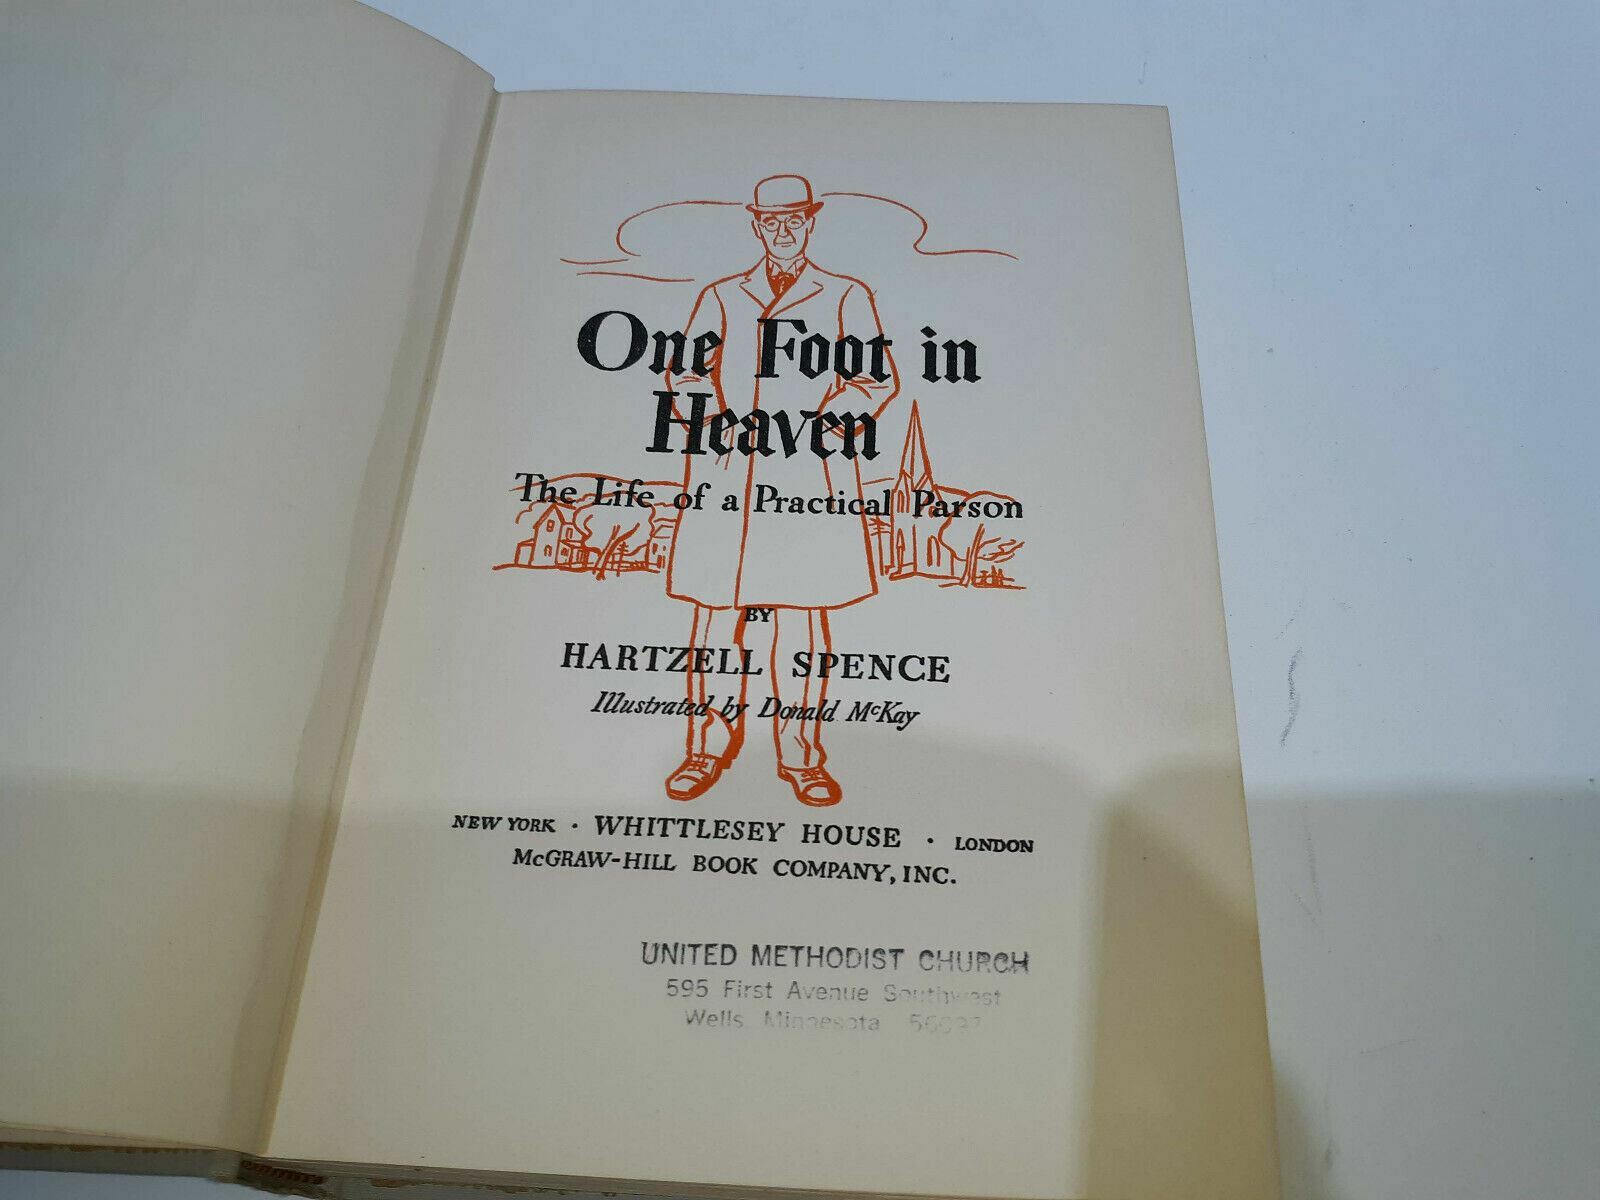 One Foot in
Heaven
The Life of a Practical Parson
BY
HARTZELL SPENCE
Illustrated by Donald McKay
NEW YORK · WHITTLESEY HOUSE · LONDON
McGRAW-HILL BOOK COMPANY, INC.
UNITED METHODIST CHURCH
595 First Avenue Southwest
Wells Minnesota